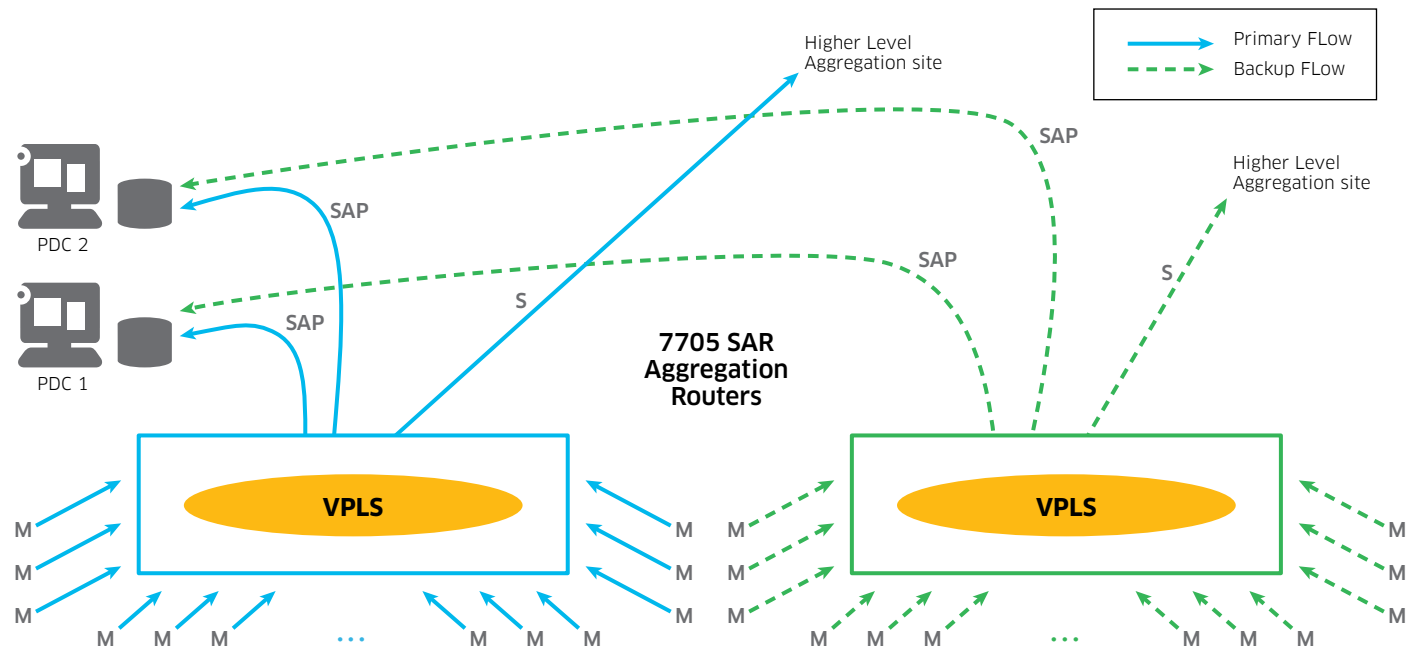 Primary FLow
Backup FLow
Higher Level
Aggregation site
SAP
Higher Level
Aggregation site
SAP
PDC 2
SAP
S
S
SAP
PDC 1
7705 SAR
Aggregation
Routers
VPLS
VPLS
M
M
M
M
M
M
M
M
M
M
M
M
M
M
M ... M
M
M
M
M
M ... M
M
M